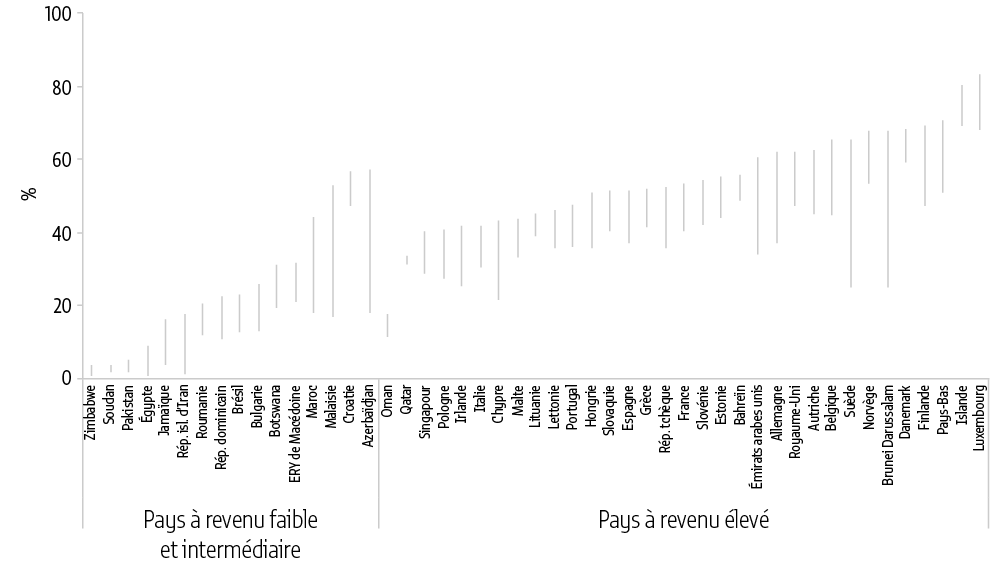 100
80
60
40
20
0
%
Zimbabwe
Soudan
Pakistan
Égypte
Jamaïque
Rép. isl. d'Iran
Roumanie
Rép. dominicain
Brésil
Bulgarie
Botswana
ERY de Macédoine
Maroc
Malaisie
Croatie
Azerbaïdjan
Oman
Qatar
Singapour
Pologne
Irlande
Italie
Chypre
Malte
Lituanie
Lettonie
Portugal
Hongrie
Slovaquie
Espagne
Grèce
Rép. tchèque
France
Slovénie
Estonie
Bahreïn
Émirats arabes unis
Allemagne
Royaume-Uni
Autriche
Belgique
Suède
Norvège
Brunei Darussalam
Danemark
Finlande
Pays-Bas
Islande
Luxembourg
Pays à revenu faible
et intermédiaire
Pays à revenu élevé